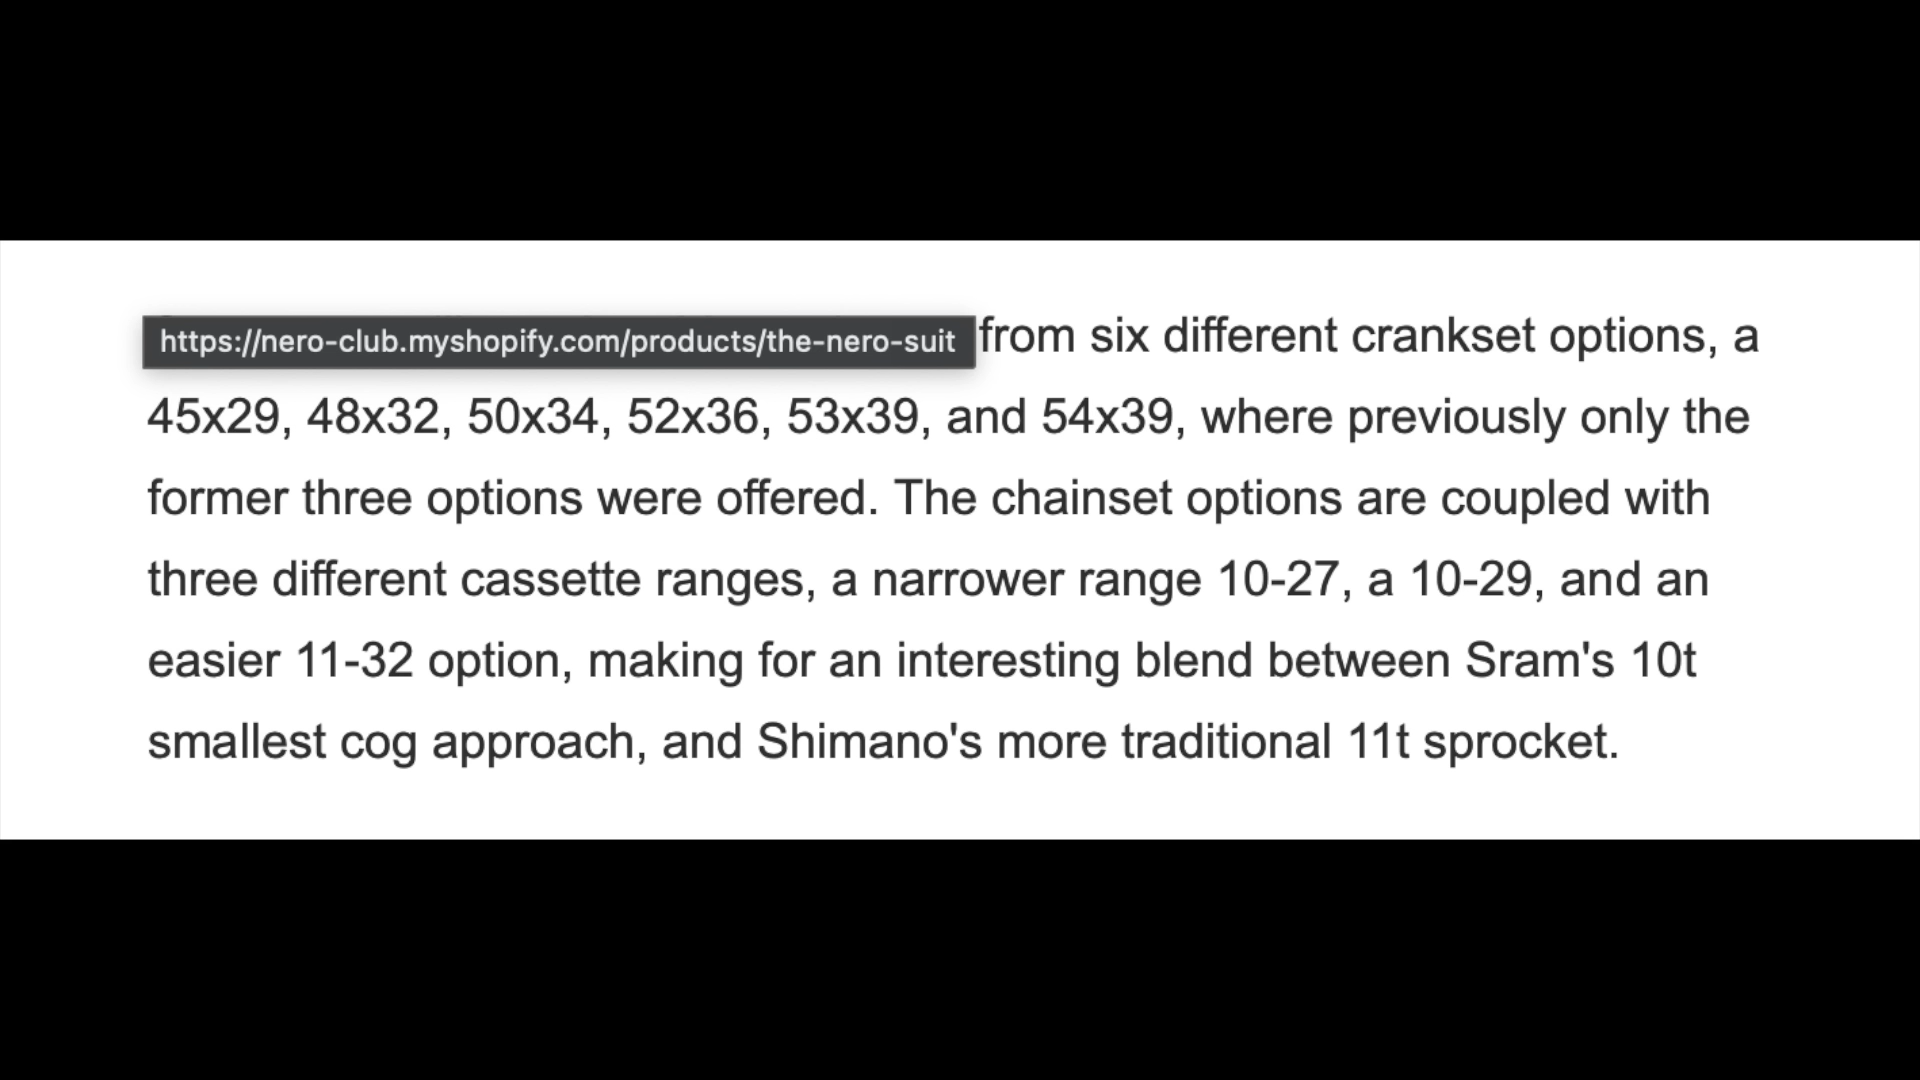 https://nero-club.myshopify.com/products/the-nero-suit from six different crankset options, a
45x29, 48x32, 50x34, 52x36, 53x39, and 54x39, where previously only the
former three options were offered. The chainset options are coupled with
three different cassette ranges, a narrower range 10-27, a 10-29, and an
easier 11-32 option, making for an interesting blend between Sram's 10t
smallest cog approach, and Shimano's more traditional 11t sprocket.